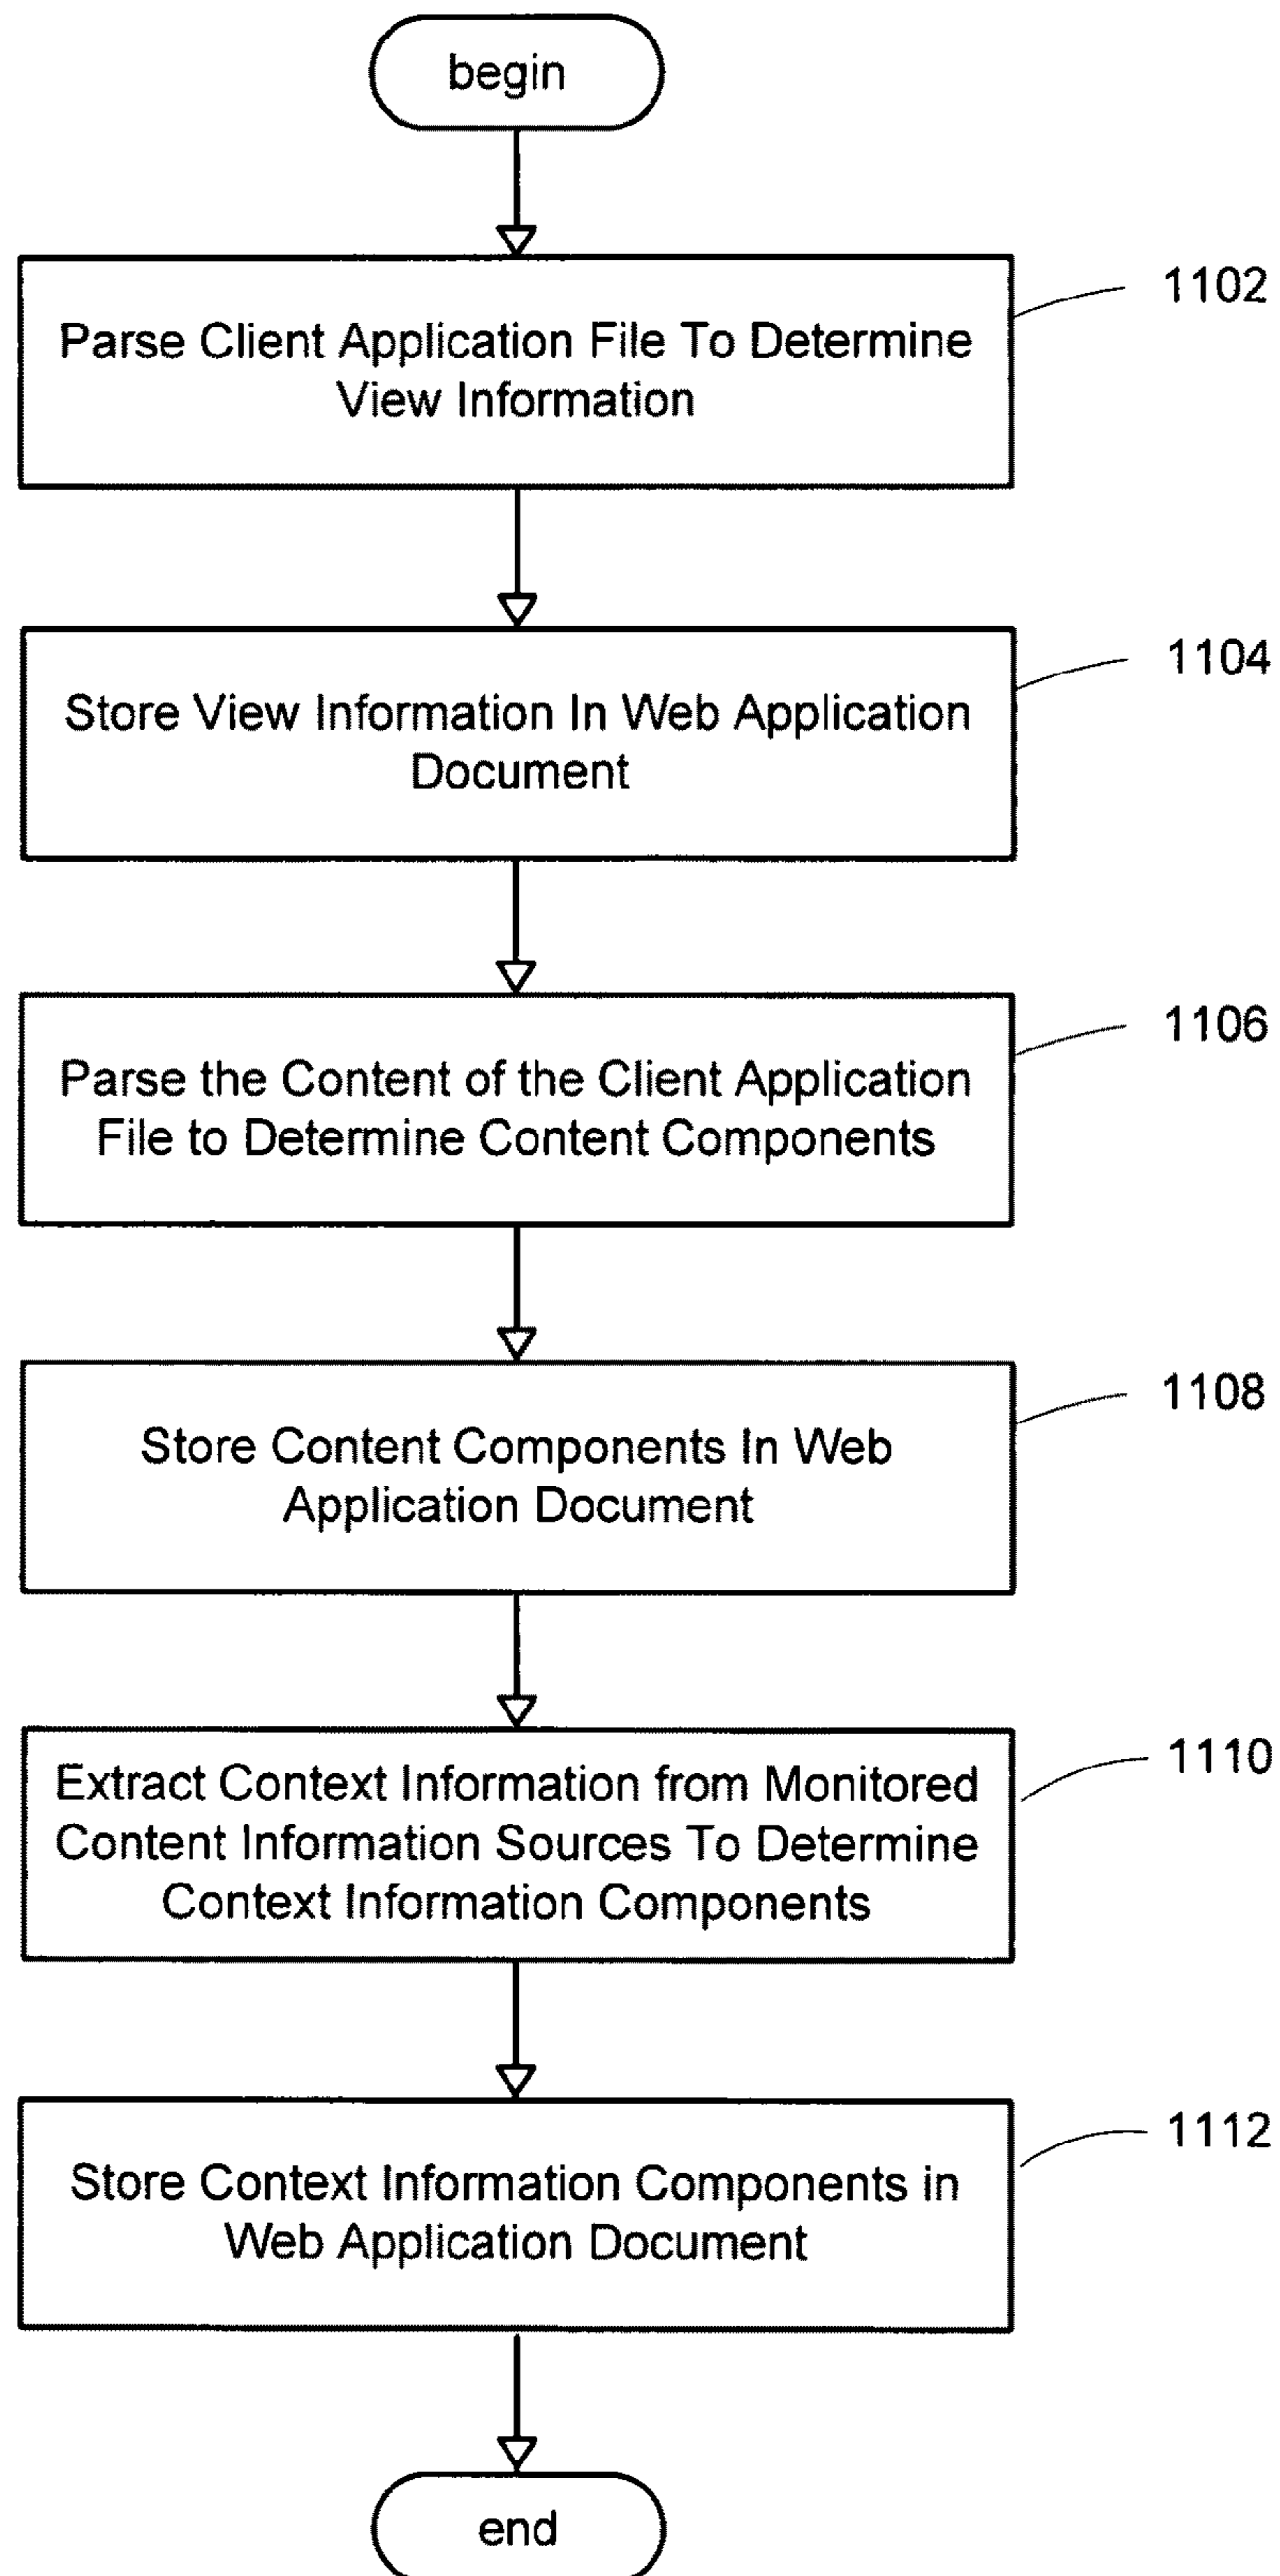 begin
1102
Parse Client Application File To Determine
View Information
1104
Store View Information In Web Application
Document
1106
Parse the Content of the Client Application
File to Determine Content Components
1108
Store Content Components In Web
Application Document
1110
Extract Context Information from Monitored
Content Information Sources To Determine
Context Information Components
1112
Store Context Information Components in
Web Application Document
end